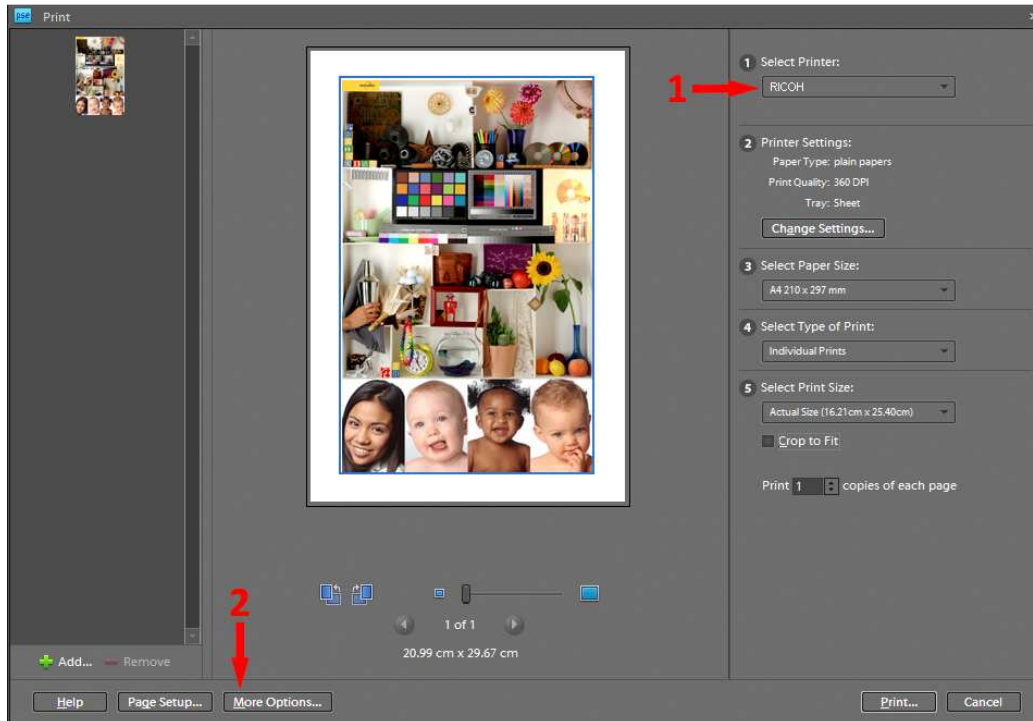 pse Print
1 Select Printer:
1
RICOH
2 Printer Settings:
Paper Type: plain papers
Print Quality: 360 DPI
Tray: Sheet
Change Settings...
3 Select Paper Size:
A4 210 x 297 mm
4 Select Type of Print:
Individual Prints
5 Select Print Size:
Actual Size (16.21cm x 25.40cm)
Crop to Fit
Print 1 copies of each page
2
1 of 1
20.99 cm x 29.67 cm
Add... Remove
Help Page Setup... More Options... Print... Cancel